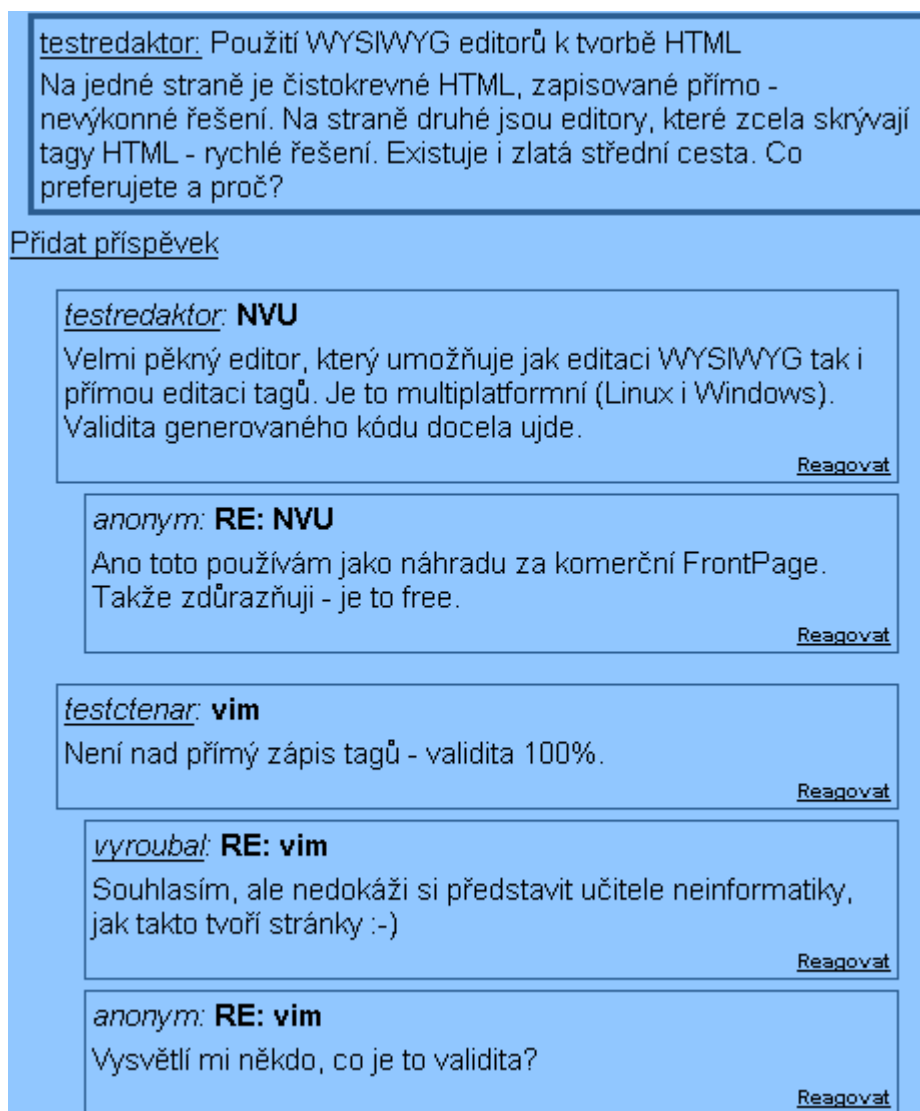 testredaktor: Použití WYSIWYG editorů k tvorbě HTML
Na jedné straně je čistokrevné HTML, zapisované přímo -
nevýkonné řešení. Na straně druhé jsou editory, které zcela skrývají
tagy HTML - rychlé řešení. Existuje i zlatá střední cesta. Co
preferujete a proč?
Přidat příspěvek
testredaktor: NVU
Velmi pěkný editor, který umožňuje jak editaci WYSIWYG tak i
přímou editaci tagů. Je to multiplatformní (Linux i Windows).
Validita generovaného kódu docela ujde.
Reagovat
anonym: RE: NVU
Ano toto používám jako náhradu za komerční FrontPage.
Takže zdůrazňuji - je to free.
Reagovat
testctenar: vim
Není nad přímý zápis tagů - validita 100%.
Reagovat
vyroubal: RE: vim
Souhlasím, ale nedokáži si představit učitele neinformatiky,
jak takto tvoří stránky :-)
Reagovat
anonym: RE: vim
Vysvětlí mi někdo, co je to validita?
Reagovat